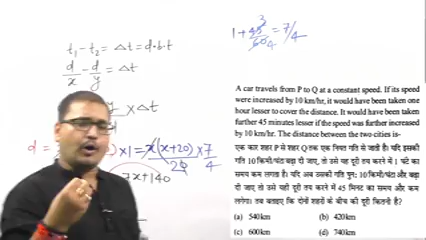 t₁ - t₂ = Δt = d·b·t
1 + 45/60 = 7/4
3
4
d/x - d/y = Δt
× Δt
d =
×1 = x(x+20)/20 × 7/4
7x+140
A car travels from P to Q at a constant speed. If its speed
were increased by 10 km/hr, it would have been taken one
hour lesser to cover the distance. It would have been taken
further 45 minutes lesser if the speed was further increased
by 10 km/hr. The distance between the two cities is-
एक कार शहर P से शहर Q तक एक नियत गति से जाती है। यदि इसकी
गति 10 किमी/घंटा बढ़ा दी जाए, तो उसे यह दूरी तय करने में 1 घंटे का
समय कम लगता है। यदि अब उसकी गति पुन: 10 किमी/घंटा और बढ़ा
दी जाए तो उसे यही दूरी तय करने में 45 मिनट का समय और कम
लगेगा। तब बताइए कि दोनों शहरों के बीच की दूरी कितनी है?
(a) 540km (b) 420km
(c) 600km (d) 740km